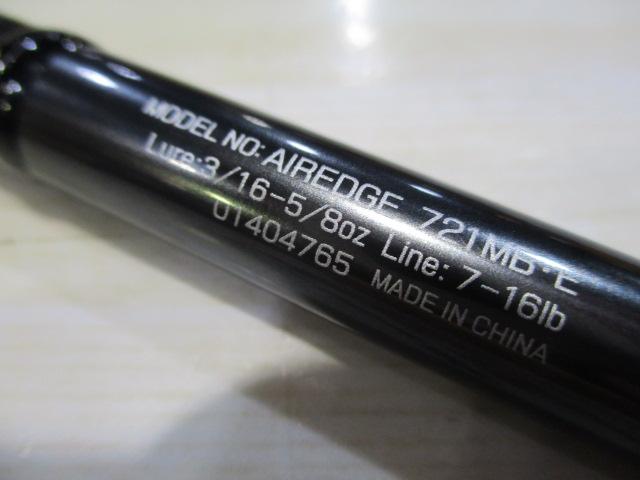 MODEL NO: AIREDGE 721MB・E
Lure:3/16-5/8oz Line: 7-16lb
01404765 MADE IN CHINA